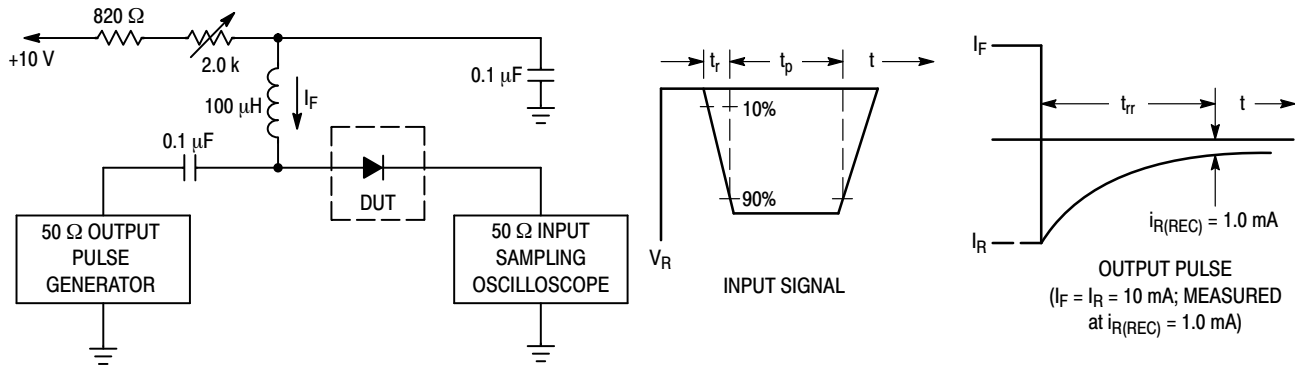 820 Ω
+10 V
2.0 k
0.1 μF
100 μH
I_F
0.1 μF
DUT
50 Ω OUTPUT
PULSE
GENERATOR
50 Ω INPUT
SAMPLING
OSCILLOSCOPE
t_r
t_p
t
10%
90%
V_R
INPUT SIGNAL
I_F
t_rr
t
I_R
i_R(REC) = 1.0 mA
OUTPUT PULSE
(I_F = I_R = 10 mA; MEASURED
at i_R(REC) = 1.0 mA)